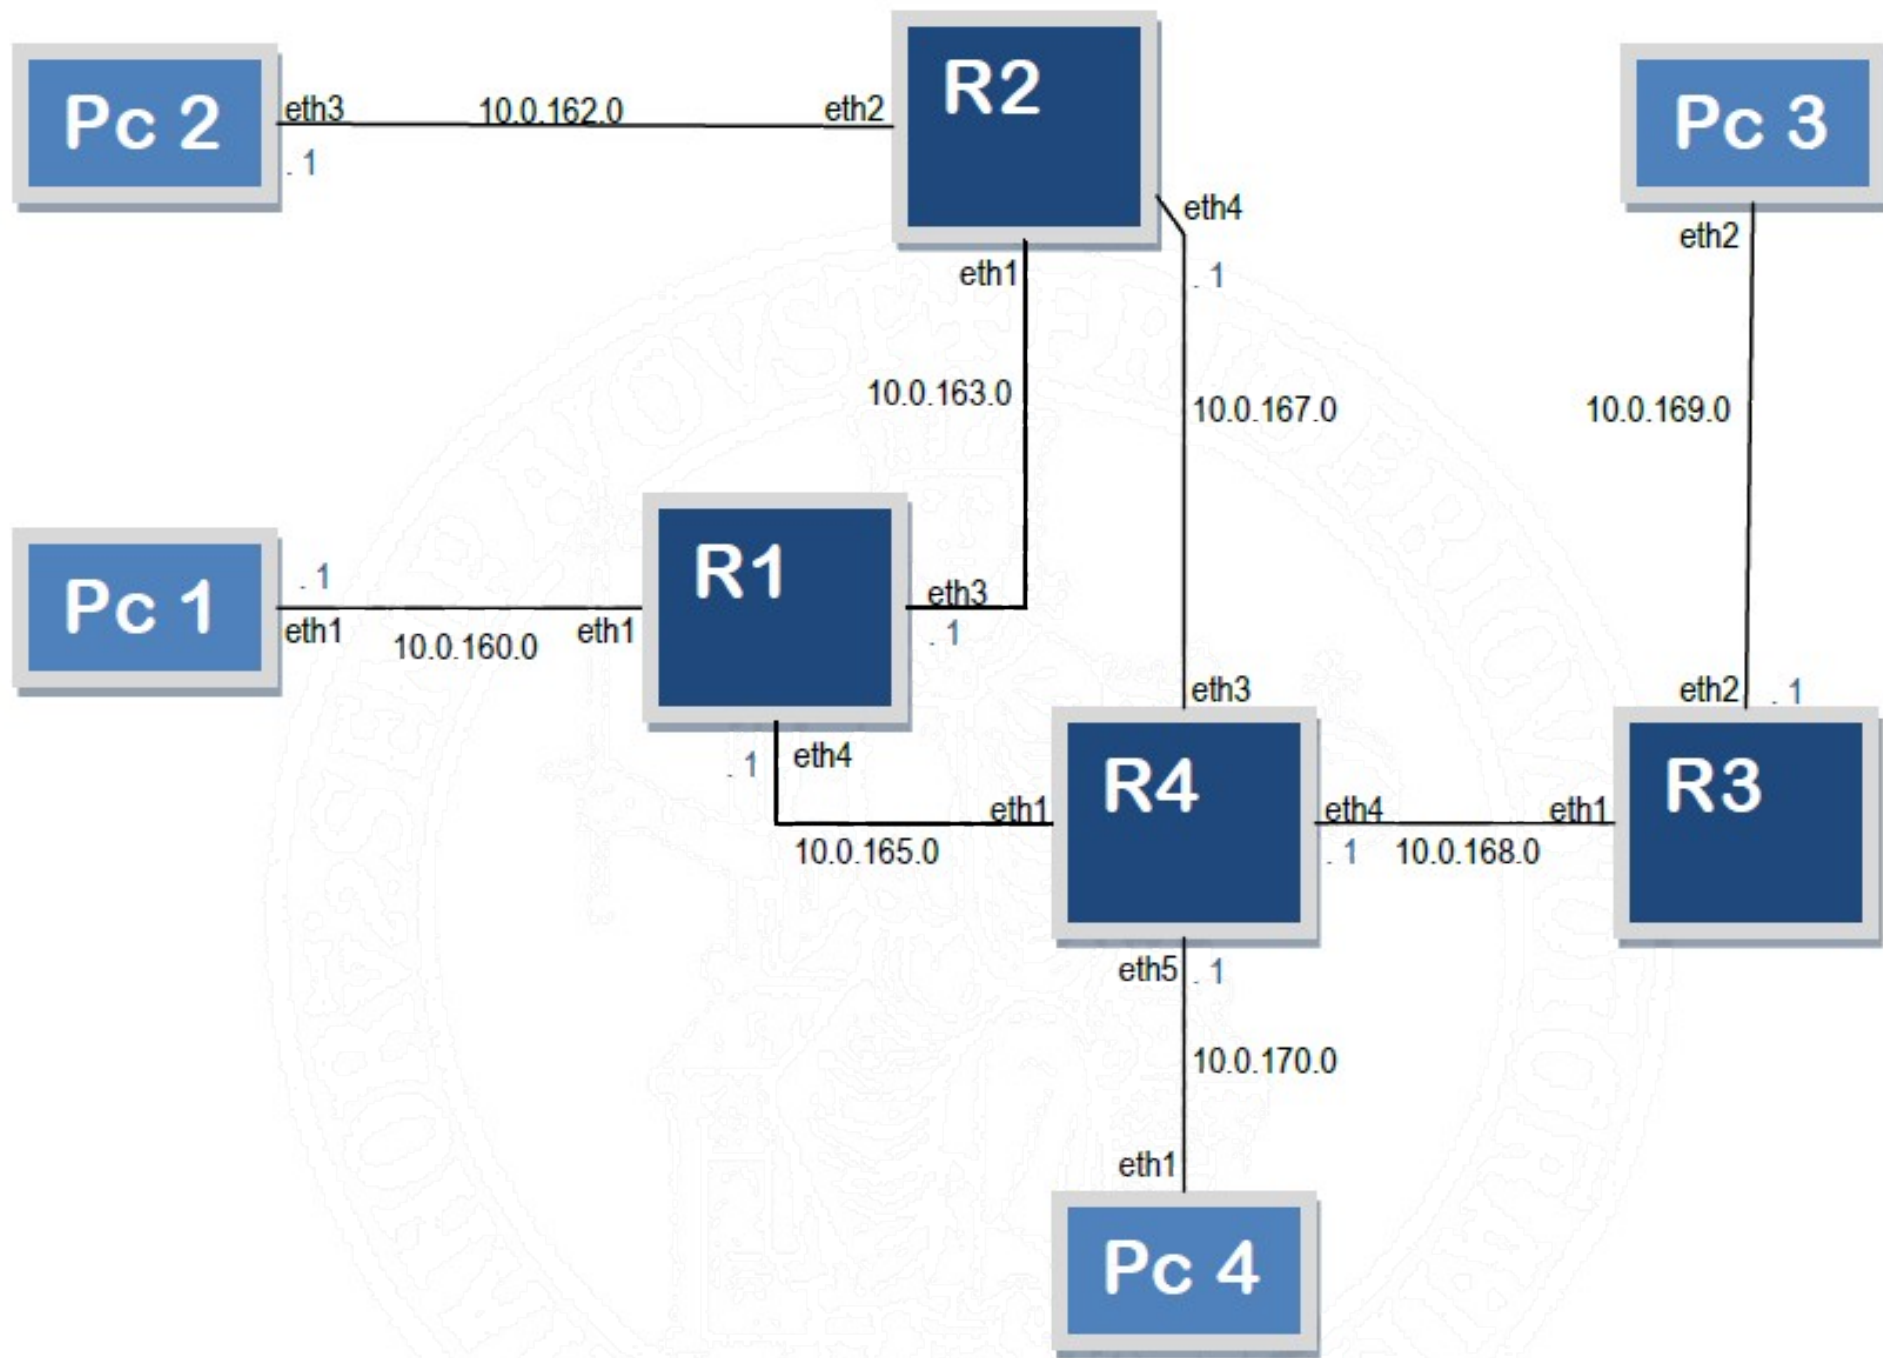 R2
Pc 2
Pc 3
eth3
10.0.162.0
eth2
. 1
eth4
eth2
eth1
. 1
10.0.163.0
10.0.167.0
10.0.169.0
R1
Pc 1
. 1
eth1
10.0.160.0
eth1
eth3
. 1
eth3
eth2
. 1
. 1
eth4
R4
R3
eth1
eth4
eth1
10.0.165.0
. 1
10.0.168.0
eth5
. 1
10.0.170.0
eth1
Pc 4